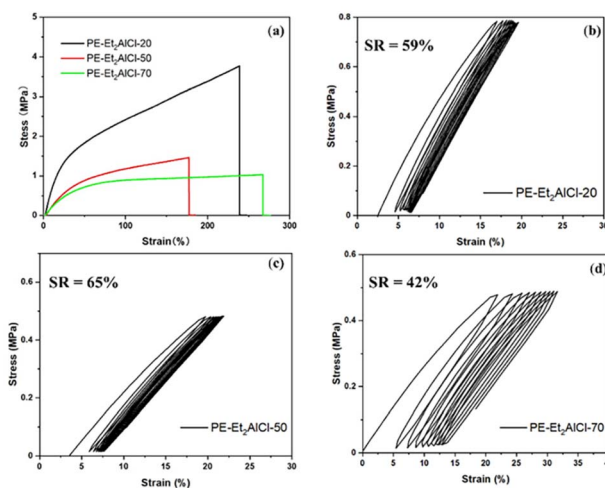 (a)
PE-Et₂AlCl-20
PE-Et₂AlCl-50
PE-Et₂AlCl-70
Stess (MPa)
5
4
3
2
1
0
0 100 200 300
Strain(%)
(b)
SR = 59%
Stress (MPa)
0.8
0.6
0.4
0.2
0
0 5 10 15 20 25 30
PE-Et₂AlCl-20
Strain (%)
(c)
SR = 65%
Stress (MPa)
0.6
0.4
0.2
0
0 5 10 15 20 25 30
PE-Et₂AlCl-50
Strain (%)
(d)
SR = 42%
Stress (MPa)
0.6
0.4
0.2
0
0 5 10 15 20 25 30 35
PE-Et₂AlCl-70
Strain (%)